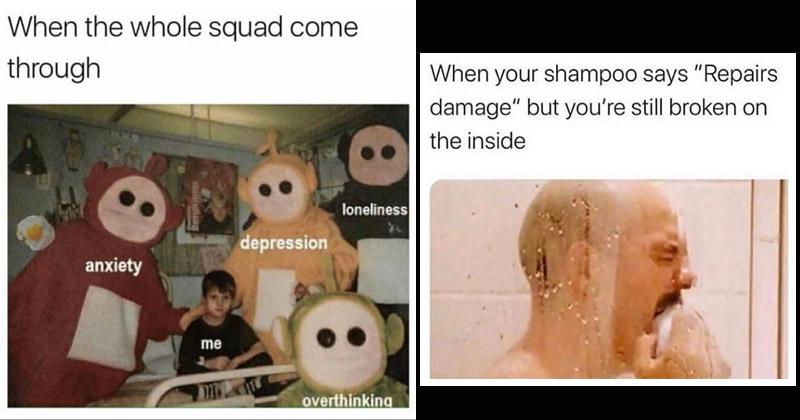 When the whole squad come
through
loneliness
depression
anxiety
me
overthinking
When your shampoo says "Repairs
damage" but you're still broken on
the inside